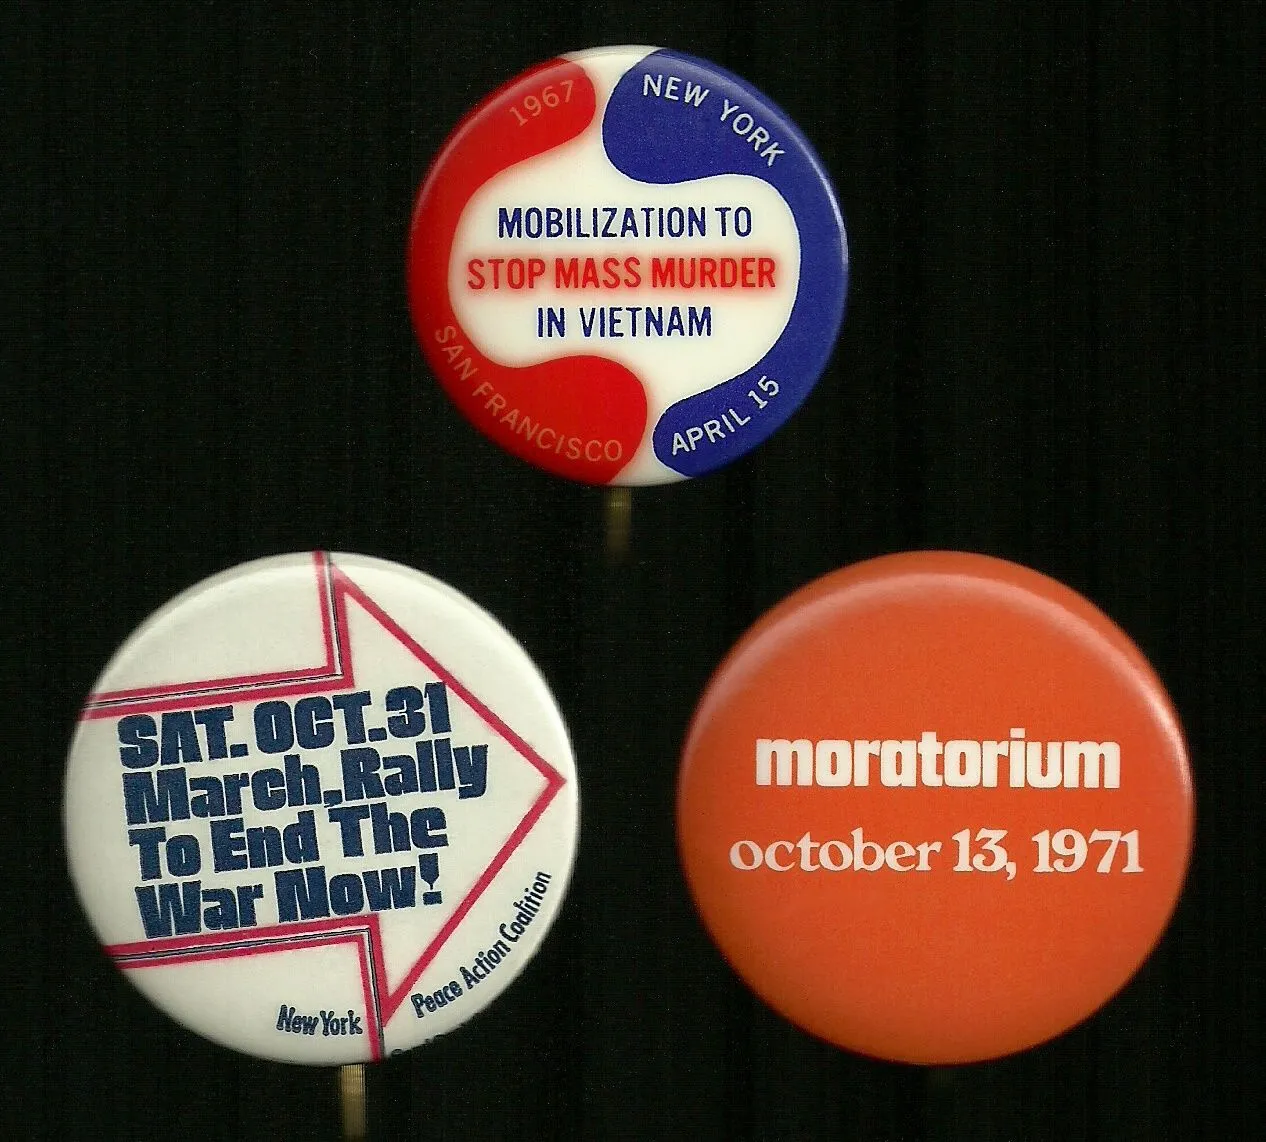 1967
NEW YORK
MOBILIZATION TO
STOP MASS MURDER
IN VIETNAM
SAN FRANCISCO
APRIL 15
SAT. OCT. 31
March, Rally
To End The
War Now!
New York
Peace Action Coalition
moratorium
october 13, 1971